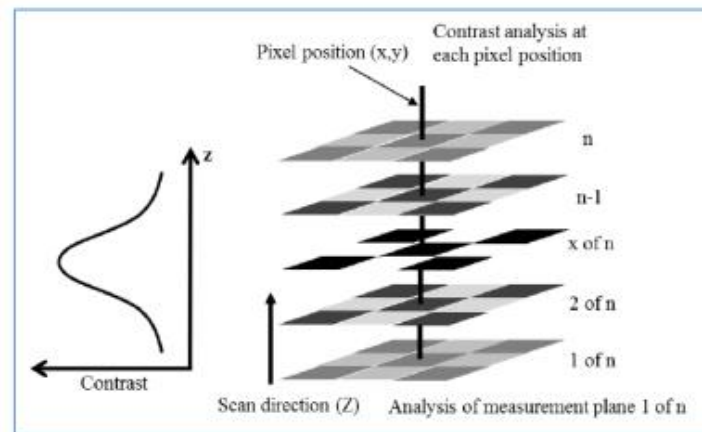 Contrast analysis at
each pixel position
Pixel position (x,y)
z
n
n-1
x of n
2 of n
1 of n
Contrast
Scan direction (Z)
Analysis of measurement plane 1 of n